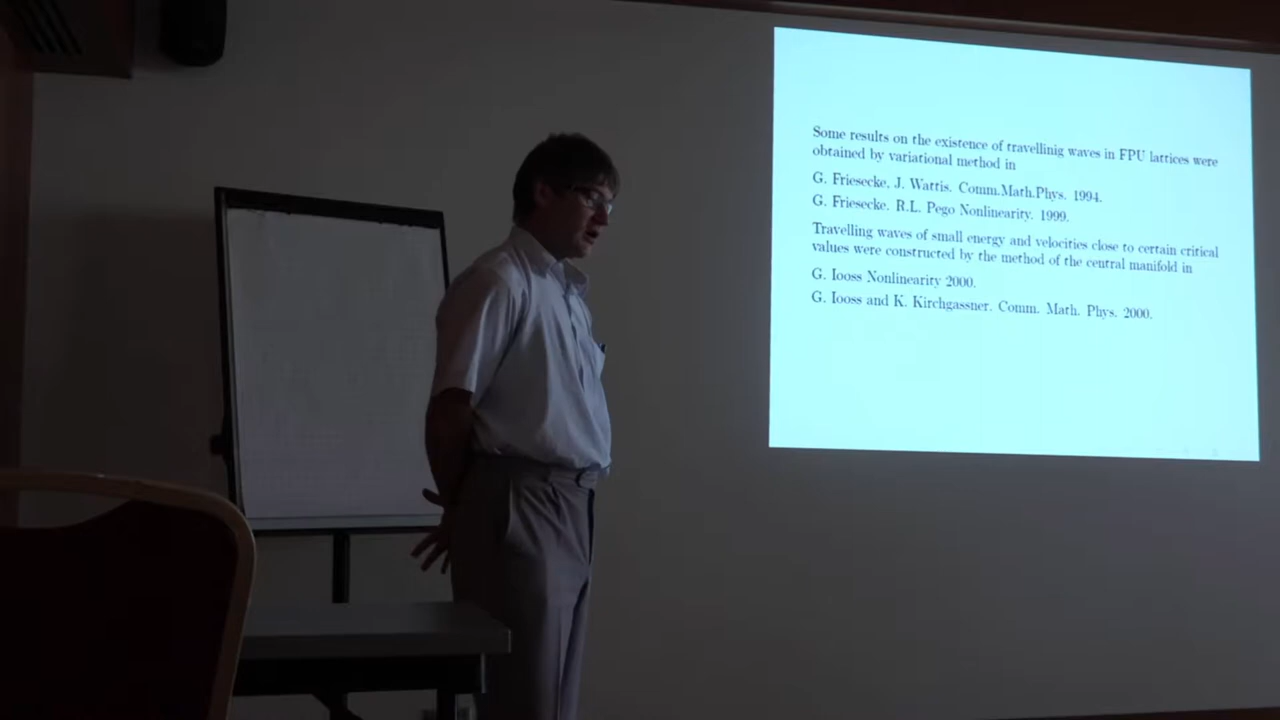 Some results on the existence of travellinig waves in FPU lattices were
obtained by variational method in
G. Friesecke, J. Wattis. Comm.Math.Phys. 1994.
G. Friesecke. R.L. Pego Nonlinearity. 1999.
Travelling waves of small energy and velocities close to certain critical
values were constructed by the method of the central manifold in
G. Iooss Nonlinearity 2000.
G. Iooss and K. Kirchgassner. Comm. Math. Phys. 2000.